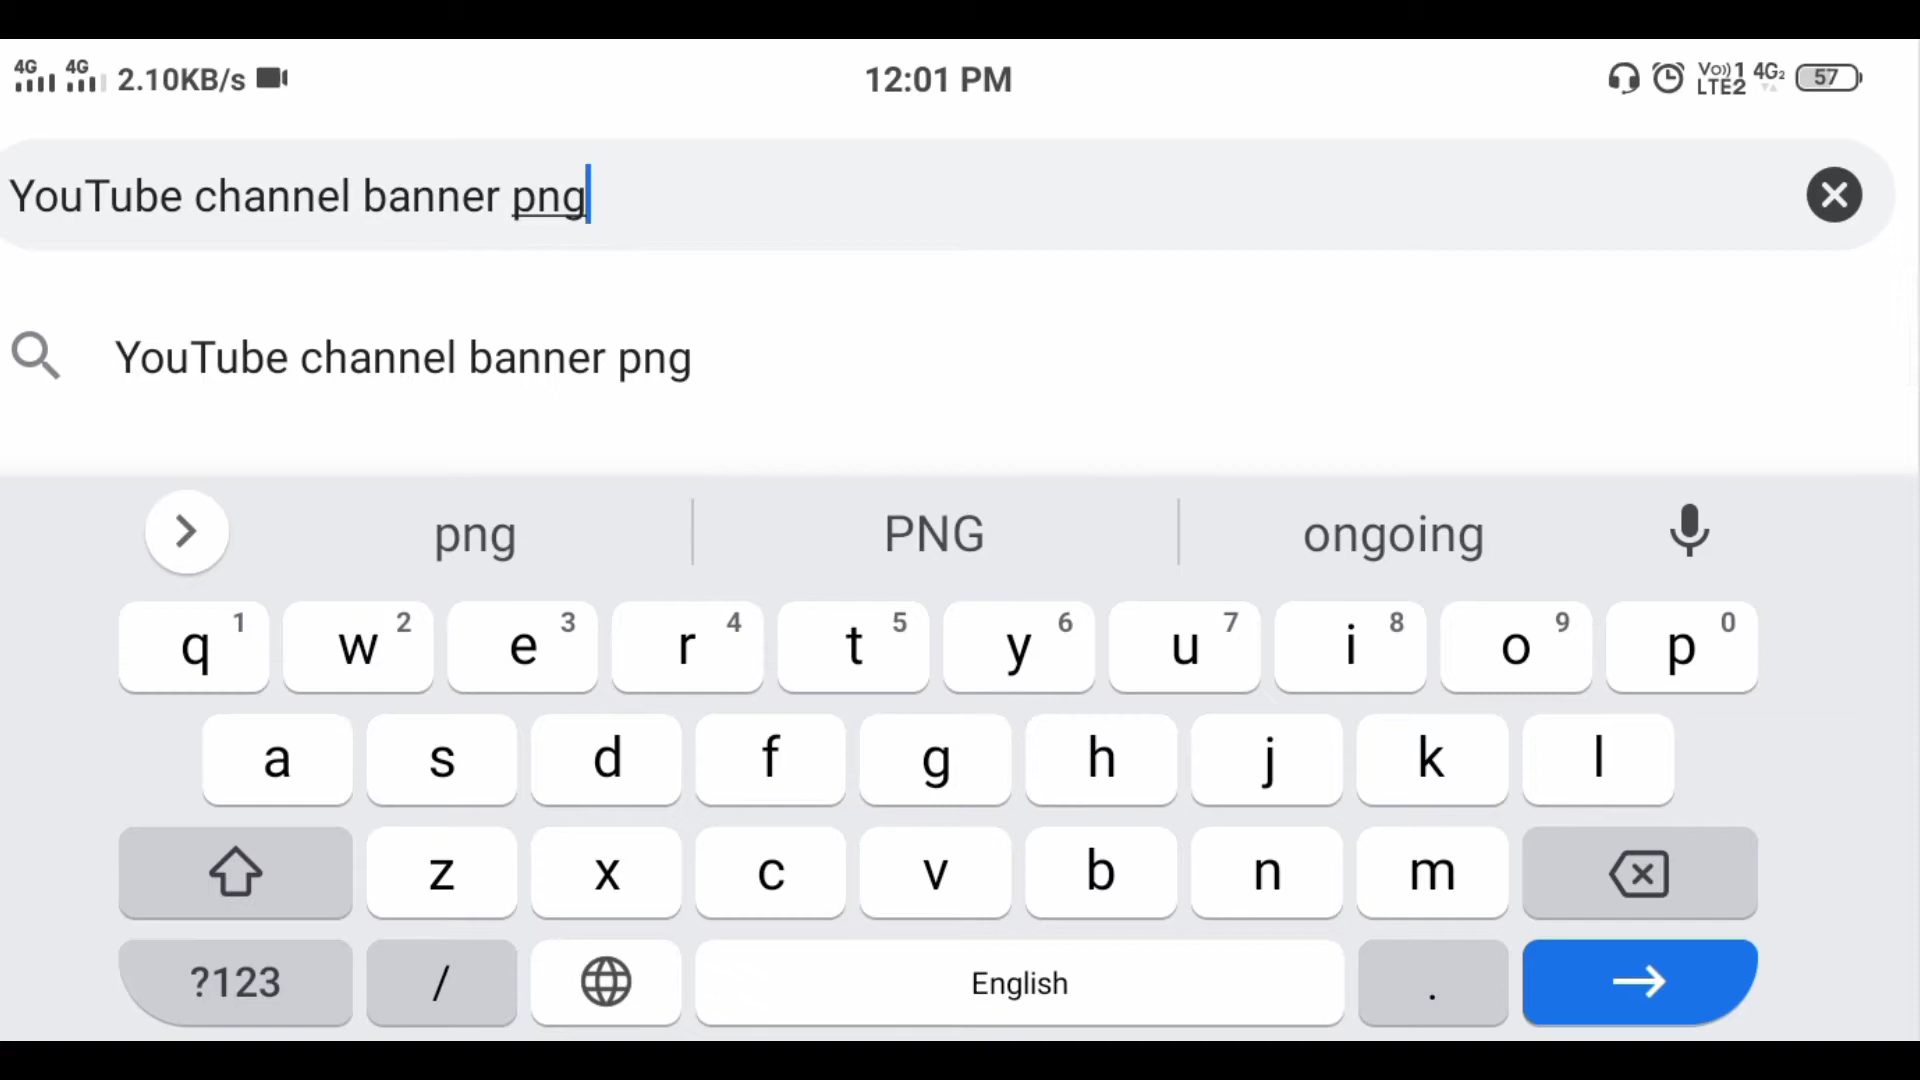 4G 4G 2.10KB/s 12:01 PM Vo))1 LTE2 4G2 57
YouTube channel banner png
YouTube channel banner png
png PNG ongoing
q 1 w 2 e 3 r 4 t 5 y 6 u 7 i 8 o 9 p 0
a s d f g h j k l
z x c v b n m
?123 / English .